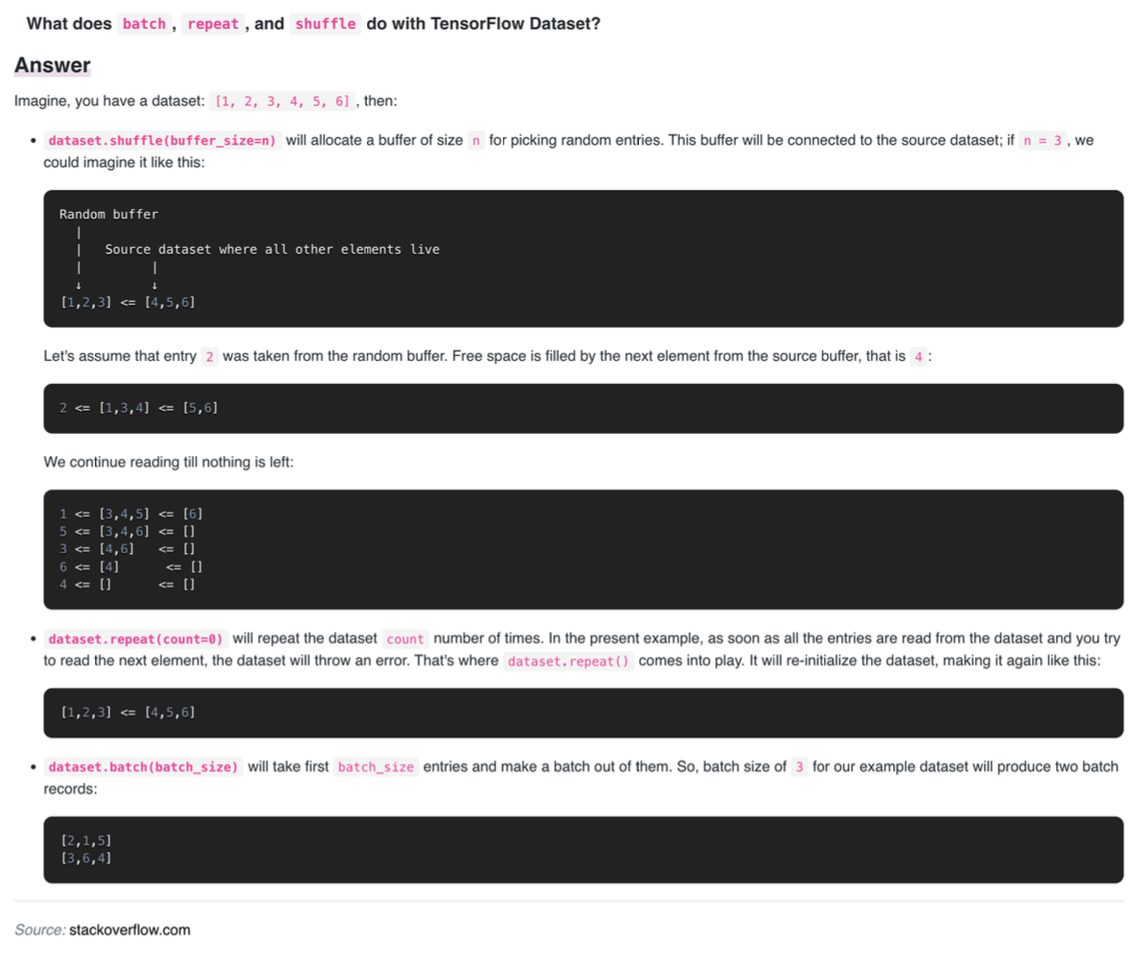 What does batch , repeat , and shuffle do with TensorFlow Dataset?
Answer
Imagine, you have a dataset: [1, 2, 3, 4, 5, 6] , then:
• dataset.shuffle(buffer_size=n) will allocate a buffer of size n for picking random entries. This buffer will be connected to the source dataset; if n = 3 , we
could imagine it like this:
Random buffer
|
| Source dataset where all other elements live
| |
↓ ↓
[1,2,3] <= [4,5,6]
Let's assume that entry 2 was taken from the random buffer. Free space is filled by the next element from the source buffer, that is 4 :
2 <= [1,3,4] <= [5,6]
We continue reading till nothing is left:
1 <= [3,4,5] <= [6]
5 <= [3,4,6] <= []
3 <= [4,6] <= []
6 <= [4] <= []
4 <= [] <= []
• dataset.repeat(count=0) will repeat the dataset count number of times. In the present example, as soon as all the entries are read from the dataset and you try
to read the next element, the dataset will throw an error. That's where dataset.repeat() comes into play. It will re-initialize the dataset, making it again like this:
[1,2,3] <= [4,5,6]
• dataset.batch(batch_size) will take first batch_size entries and make a batch out of them. So, batch size of 3 for our example dataset will produce two batch
records:
[2,1,5]
[3,6,4]
Source: stackoverflow.com